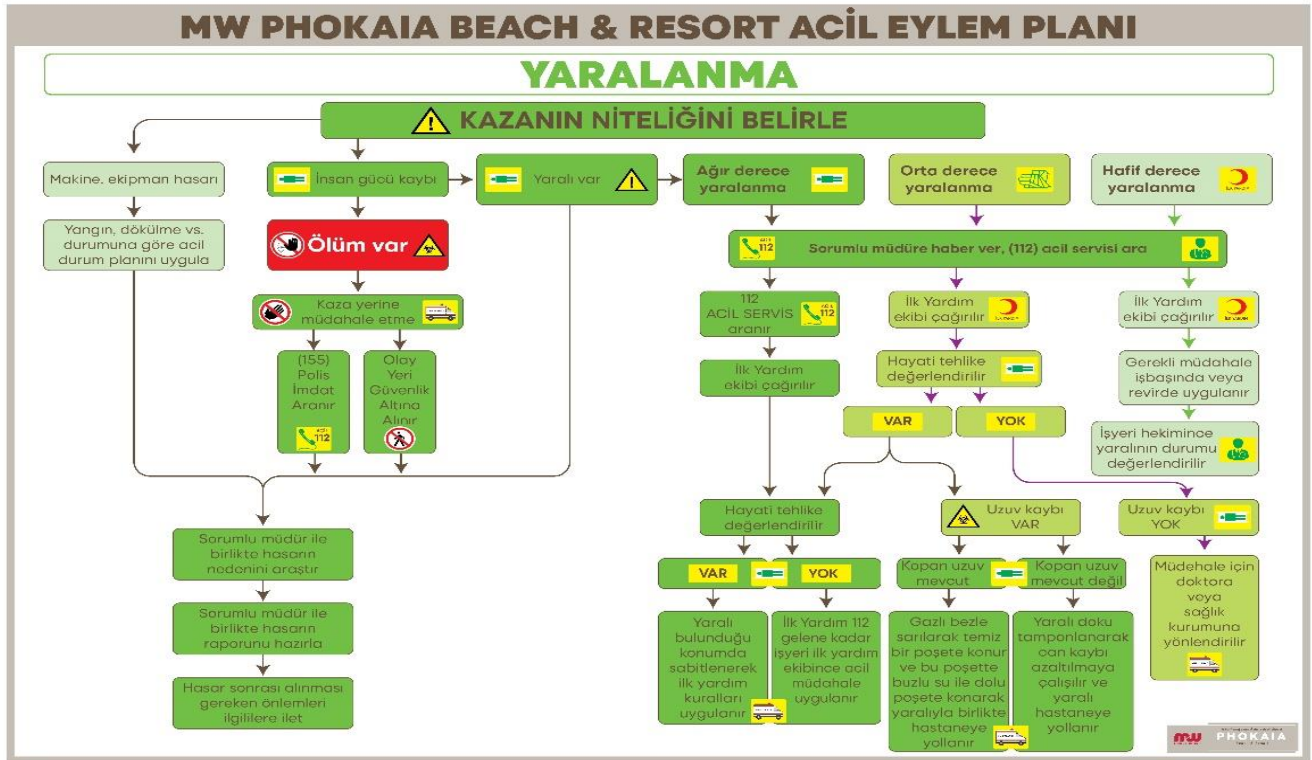 MW PHOKAIA BEACH & RESORT ACİL EYLEM PLANI
YARALANMA
KAZANIN NİTELİĞİNİ BELİRLE
Makine, ekipman hasarı
İnsan gücü kaybı
Yaralı var
Ağır derece
yaralanma
Orta derece
yaralanma
Hafif derece
yaralanma
Yangın, dökülme vs.
durumuna göre acil
durum planını uygula
Ölüm var
112
Sorumlu müdüre haber ver, (112) acil servisi ara
Kaza yerine
müdahale etme
112
ACİL SERVİS
aranır
112
İlk Yardım
ekibi çağırılır
İlk Yardım
ekibi çağırılır
(155)
Polis
İmdat
Aranır
112
Olay
Yeri
Güvenlik
Altına
Alınır
İlk Yardım
ekibi çağırılır
Hayati tehlike
değerlendirilir
Gerekli müdahale
işbaşında veya
revirde uygulanır
VAR
YOK
İşyeri hekimince
yaralının durumu
değerlendirilir
Hayati tehlike
değerlendirilir
Uzuv kaybı
VAR
Uzuv kaybı
YOK
Sorumlu müdür ile
birlikte hasarın
nedenini araştır
VAR
YOK
Kopan uzuv
mevcut
Kopan uzuv
mevcut değil
Müdehale için
doktora
veya
sağlık
kurumuna
yönlendirilir
Sorumlu müdür ile
birlikte hasarın
raporunu hazırla
Yaralı
bulunduğu
konumda
sabitlenerek
ilk yardım
kuralları
uygulanır
İlk Yardım 112
gelene kadar
işyeri ilk yardım
ekibince acil
müdahale
uygulanır
Gazlı bezle
sarılarak temiz
bir poşete konur
ve bu poşette
buzlu su ile dolu
poşete konarak
yaralıyla birlikte
hastaneye
yollanır
Yaralı doku
tamponlanarak
can kaybı
azaltılmaya
çalışılır ve
yaralı
hastaneye
yollanır
Hasar sonrası alınması
gereken önlemleri
ilgililere ilet
mw
PHOKAIA